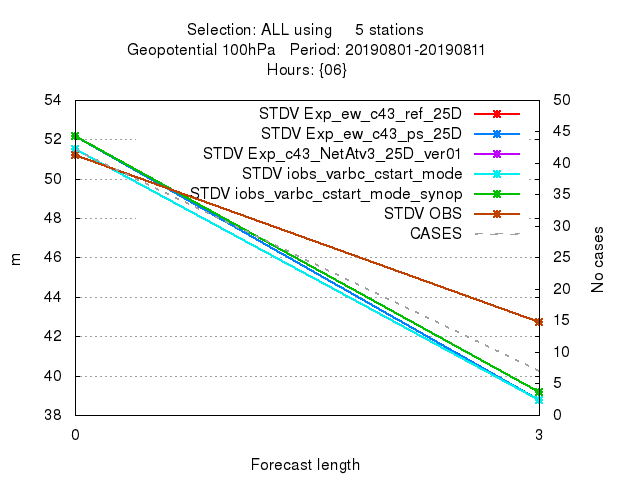 Selection: ALL using 5 stations
Geopotential 100hPa Period: 20190801-20190811
Hours: {06}
54 50
52 45
50 40
48 35
46 30
44 25
42 20
40 15
38 10
5
0
STDV Exp_ew_c43_ref_25D
STDV Exp_ew_c43_ps_25D
STDV Exp_c43_NetAtv3_25D_ver01
STDV iobs_varbc_cstart_mode
STDV iobs_varbc_cstart_mode_synop
STDV OBS
CASES
m
No cases
0 3
Forecast length